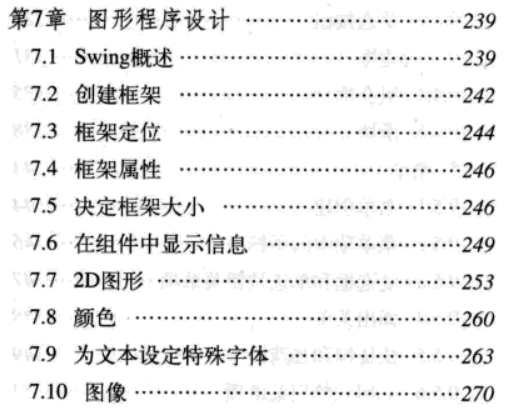 第7章 图形程序设计 ……………………239
7.1 Swing概述 ……………………239
7.2 创建框架 ……………………242
7.3 框架定位 ……………………244
7.4 框架属性 ……………………246
7.5 决定框架大小 ……………………246
7.6 在组件中显示信息 ……………………249
7.7 2D图形 ……………………253
7.8 颜色 ……………………260
7.9 为文本设定特殊字体 ……………………263
7.10 图像 ……………………270